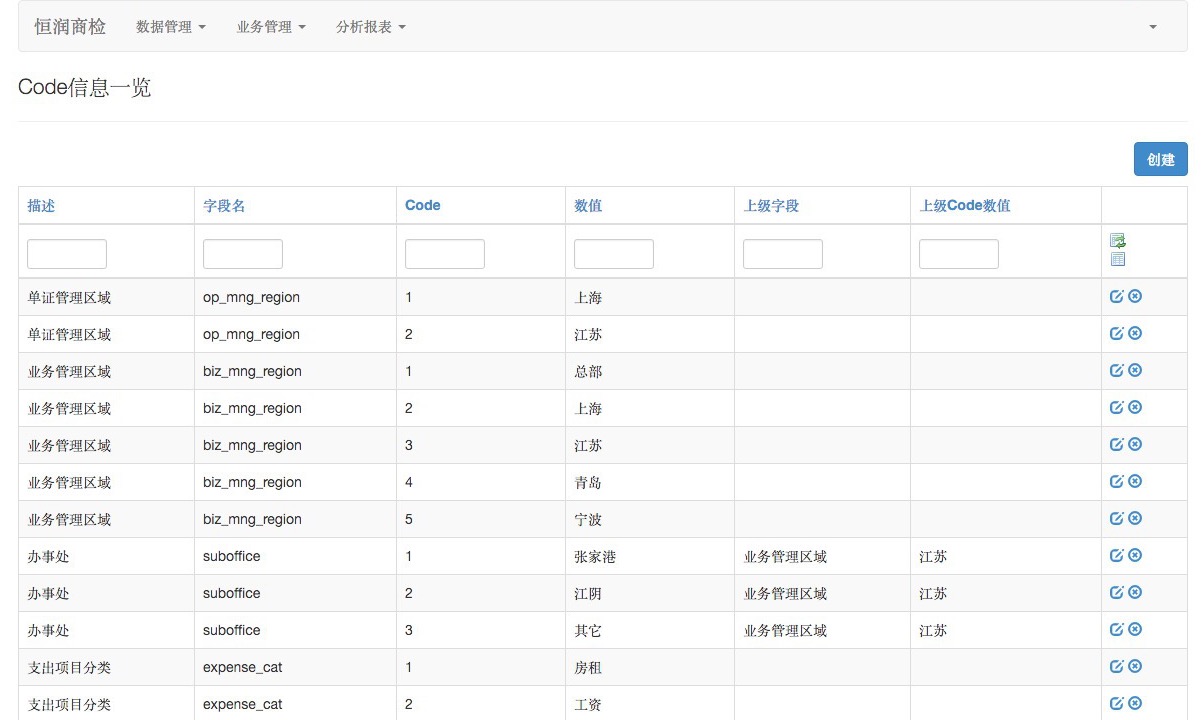 恒润商检 数据管理 业务管理 分析报表
Code信息一览
创建
描述 字段名 Code 数值 上级字段 上级Code数值
单证管理区域 op_mng_region 1 上海
单证管理区域 op_mng_region 2 江苏
业务管理区域 biz_mng_region 1 总部
业务管理区域 biz_mng_region 2 上海
业务管理区域 biz_mng_region 3 江苏
业务管理区域 biz_mng_region 4 青岛
业务管理区域 biz_mng_region 5 宁波
办事处 suboffice 1 张家港 业务管理区域 江苏
办事处 suboffice 2 江阴 业务管理区域 江苏
办事处 suboffice 3 其它 业务管理区域 江苏
支出项目分类 expense_cat 1 房租
支出项目分类 expense_cat 2 工资